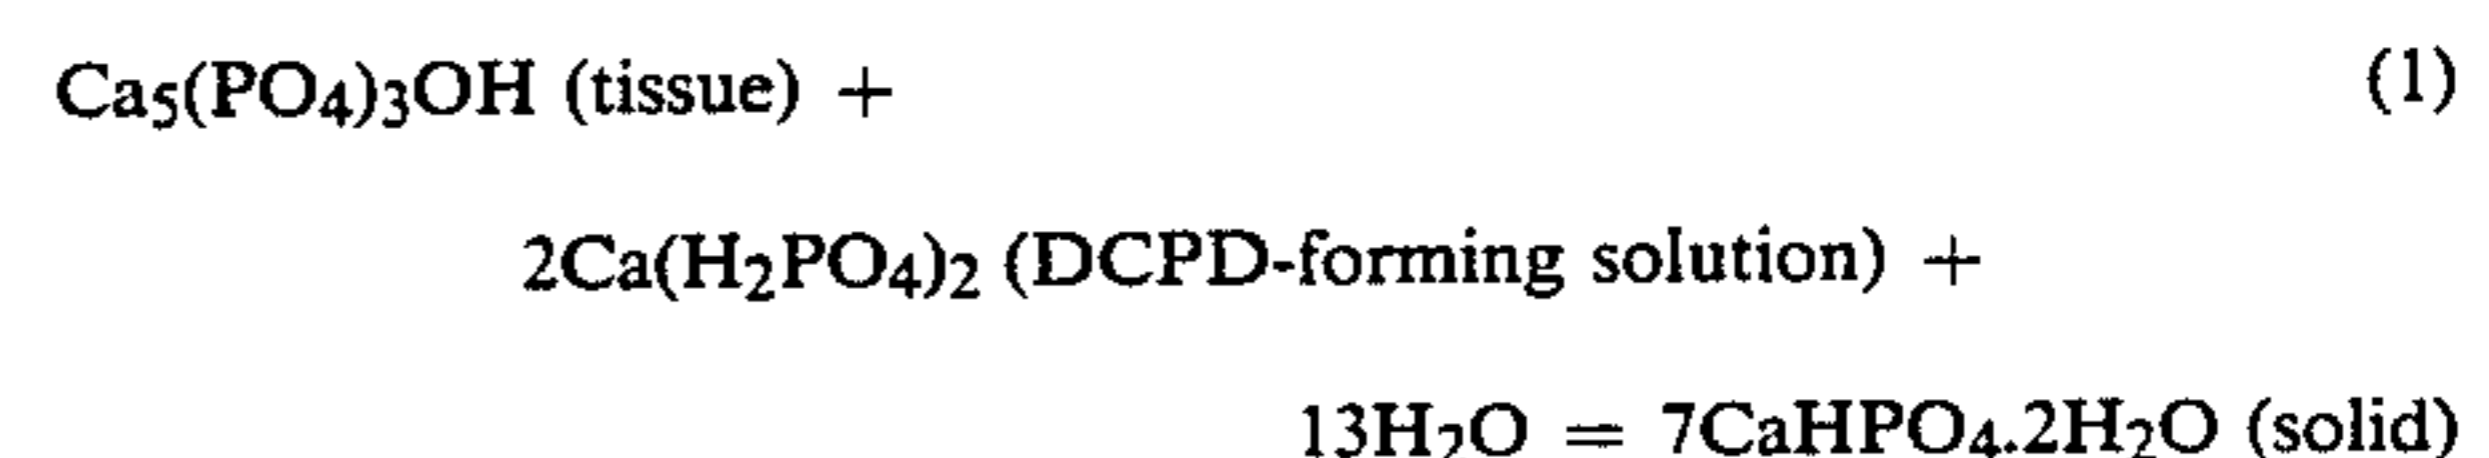 Ca5(PO4)3OH (tissue) + (1)
2Ca(H2PO4)2 (DCPD-forming solution) +
13H2O = 7CaHPO4.2H2O (solid)